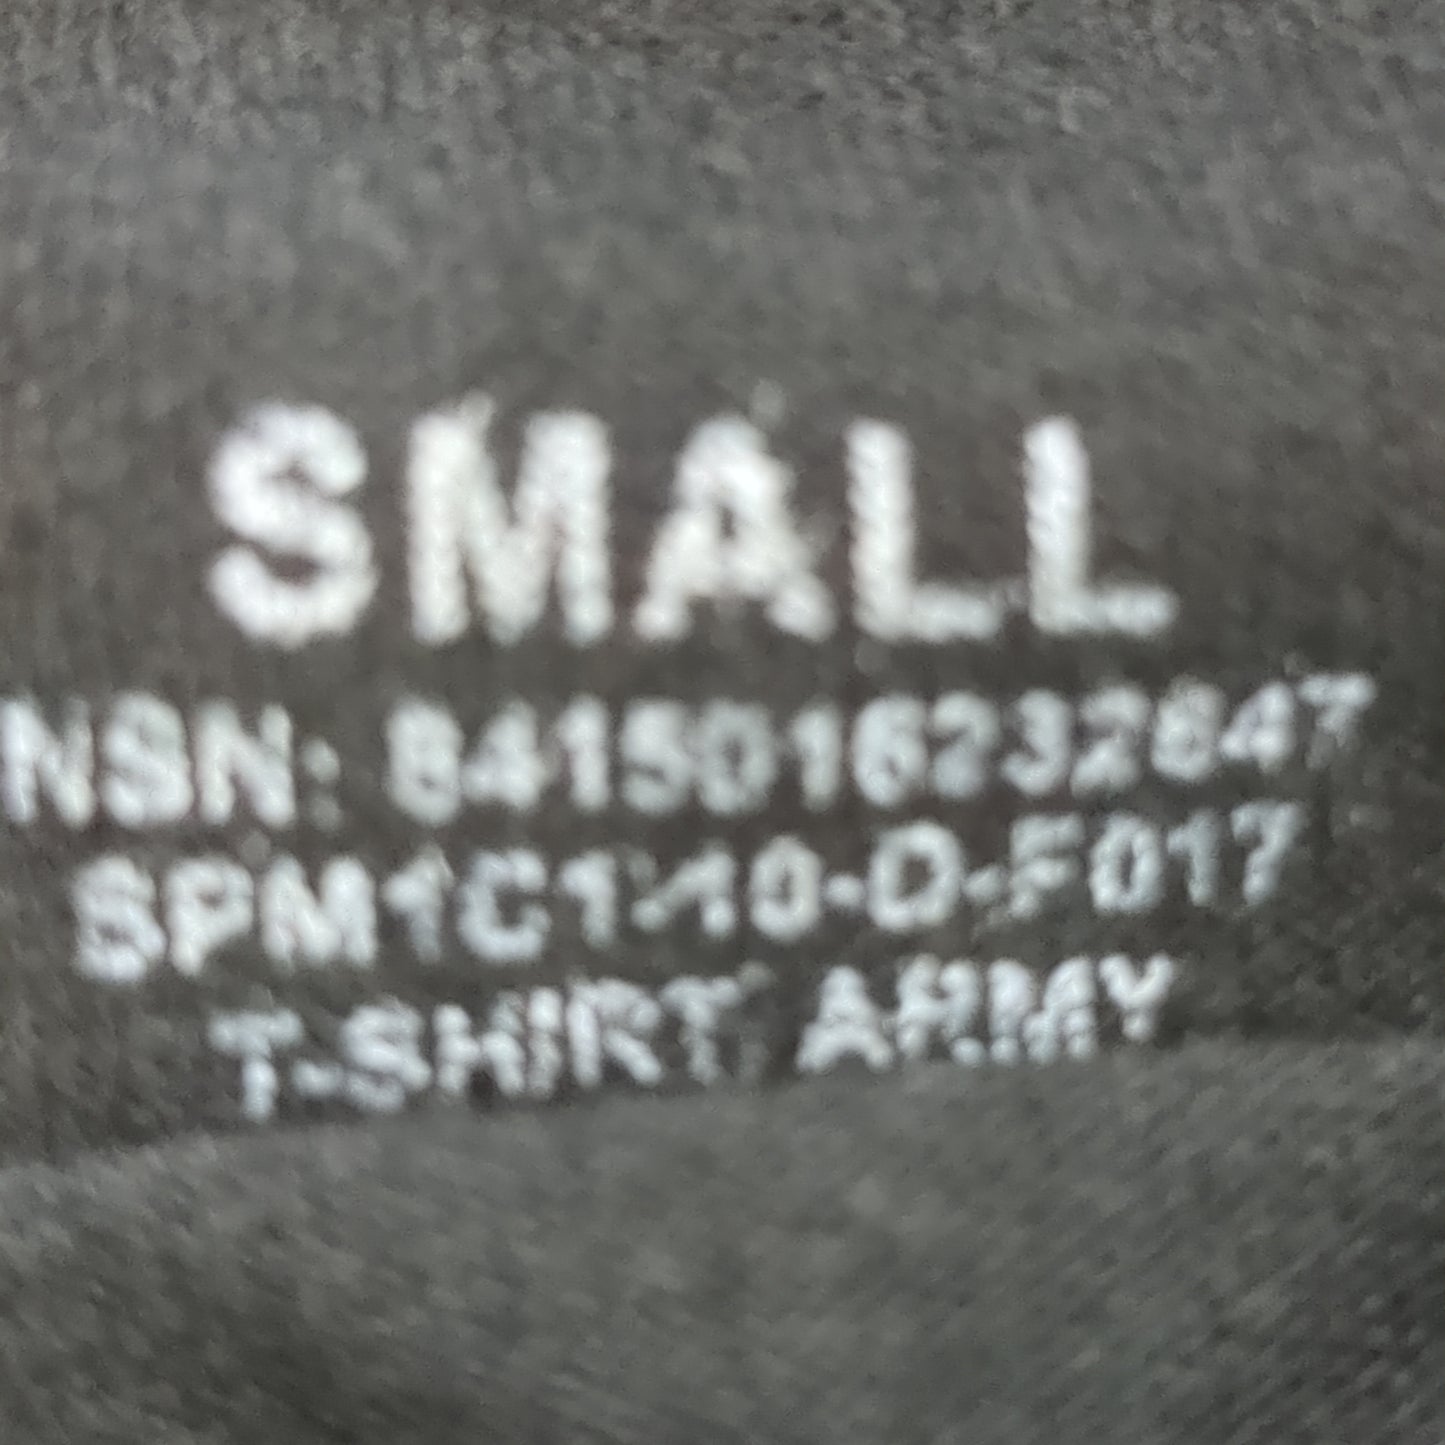 SMALL
NSN: 8415016232647
SPM1C1-10-D-F017
T-SHIRT ARMY